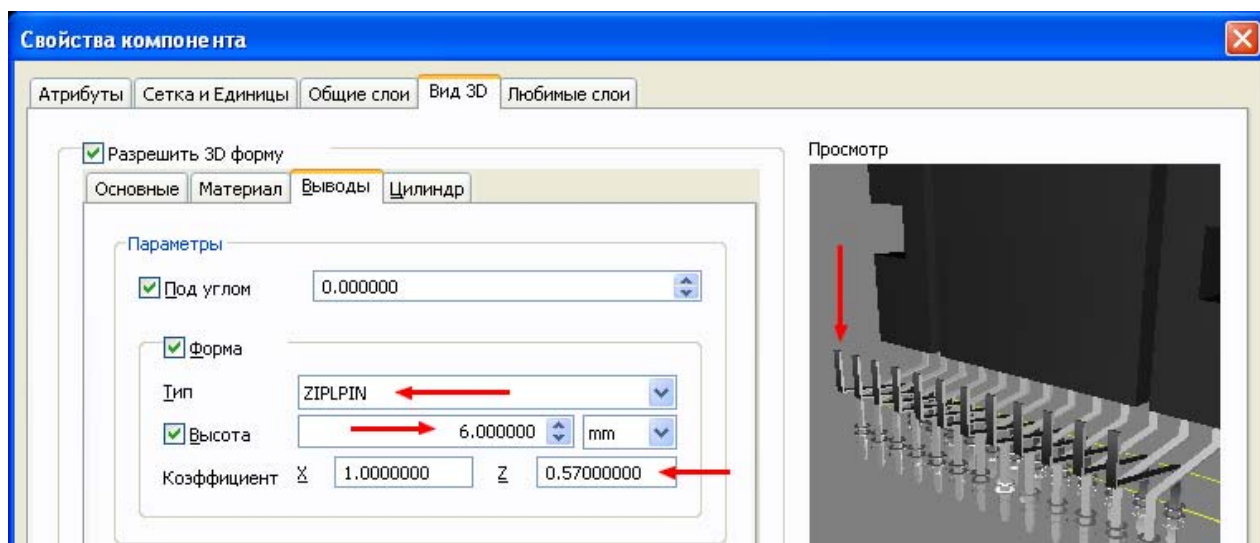 Свойства компонента
Атрибуты Сетка и Единицы Общие слои Вид 3D Любимые слои
Разрешить 3D форму Просмотр
Основные Материал Выводы Цилиндр
Параметры
Под углом 0.000000
Форма
Тип ZIPLPIN
Высота 6.000000 mm
Коэффициент X 1.0000000 Z 0.57000000